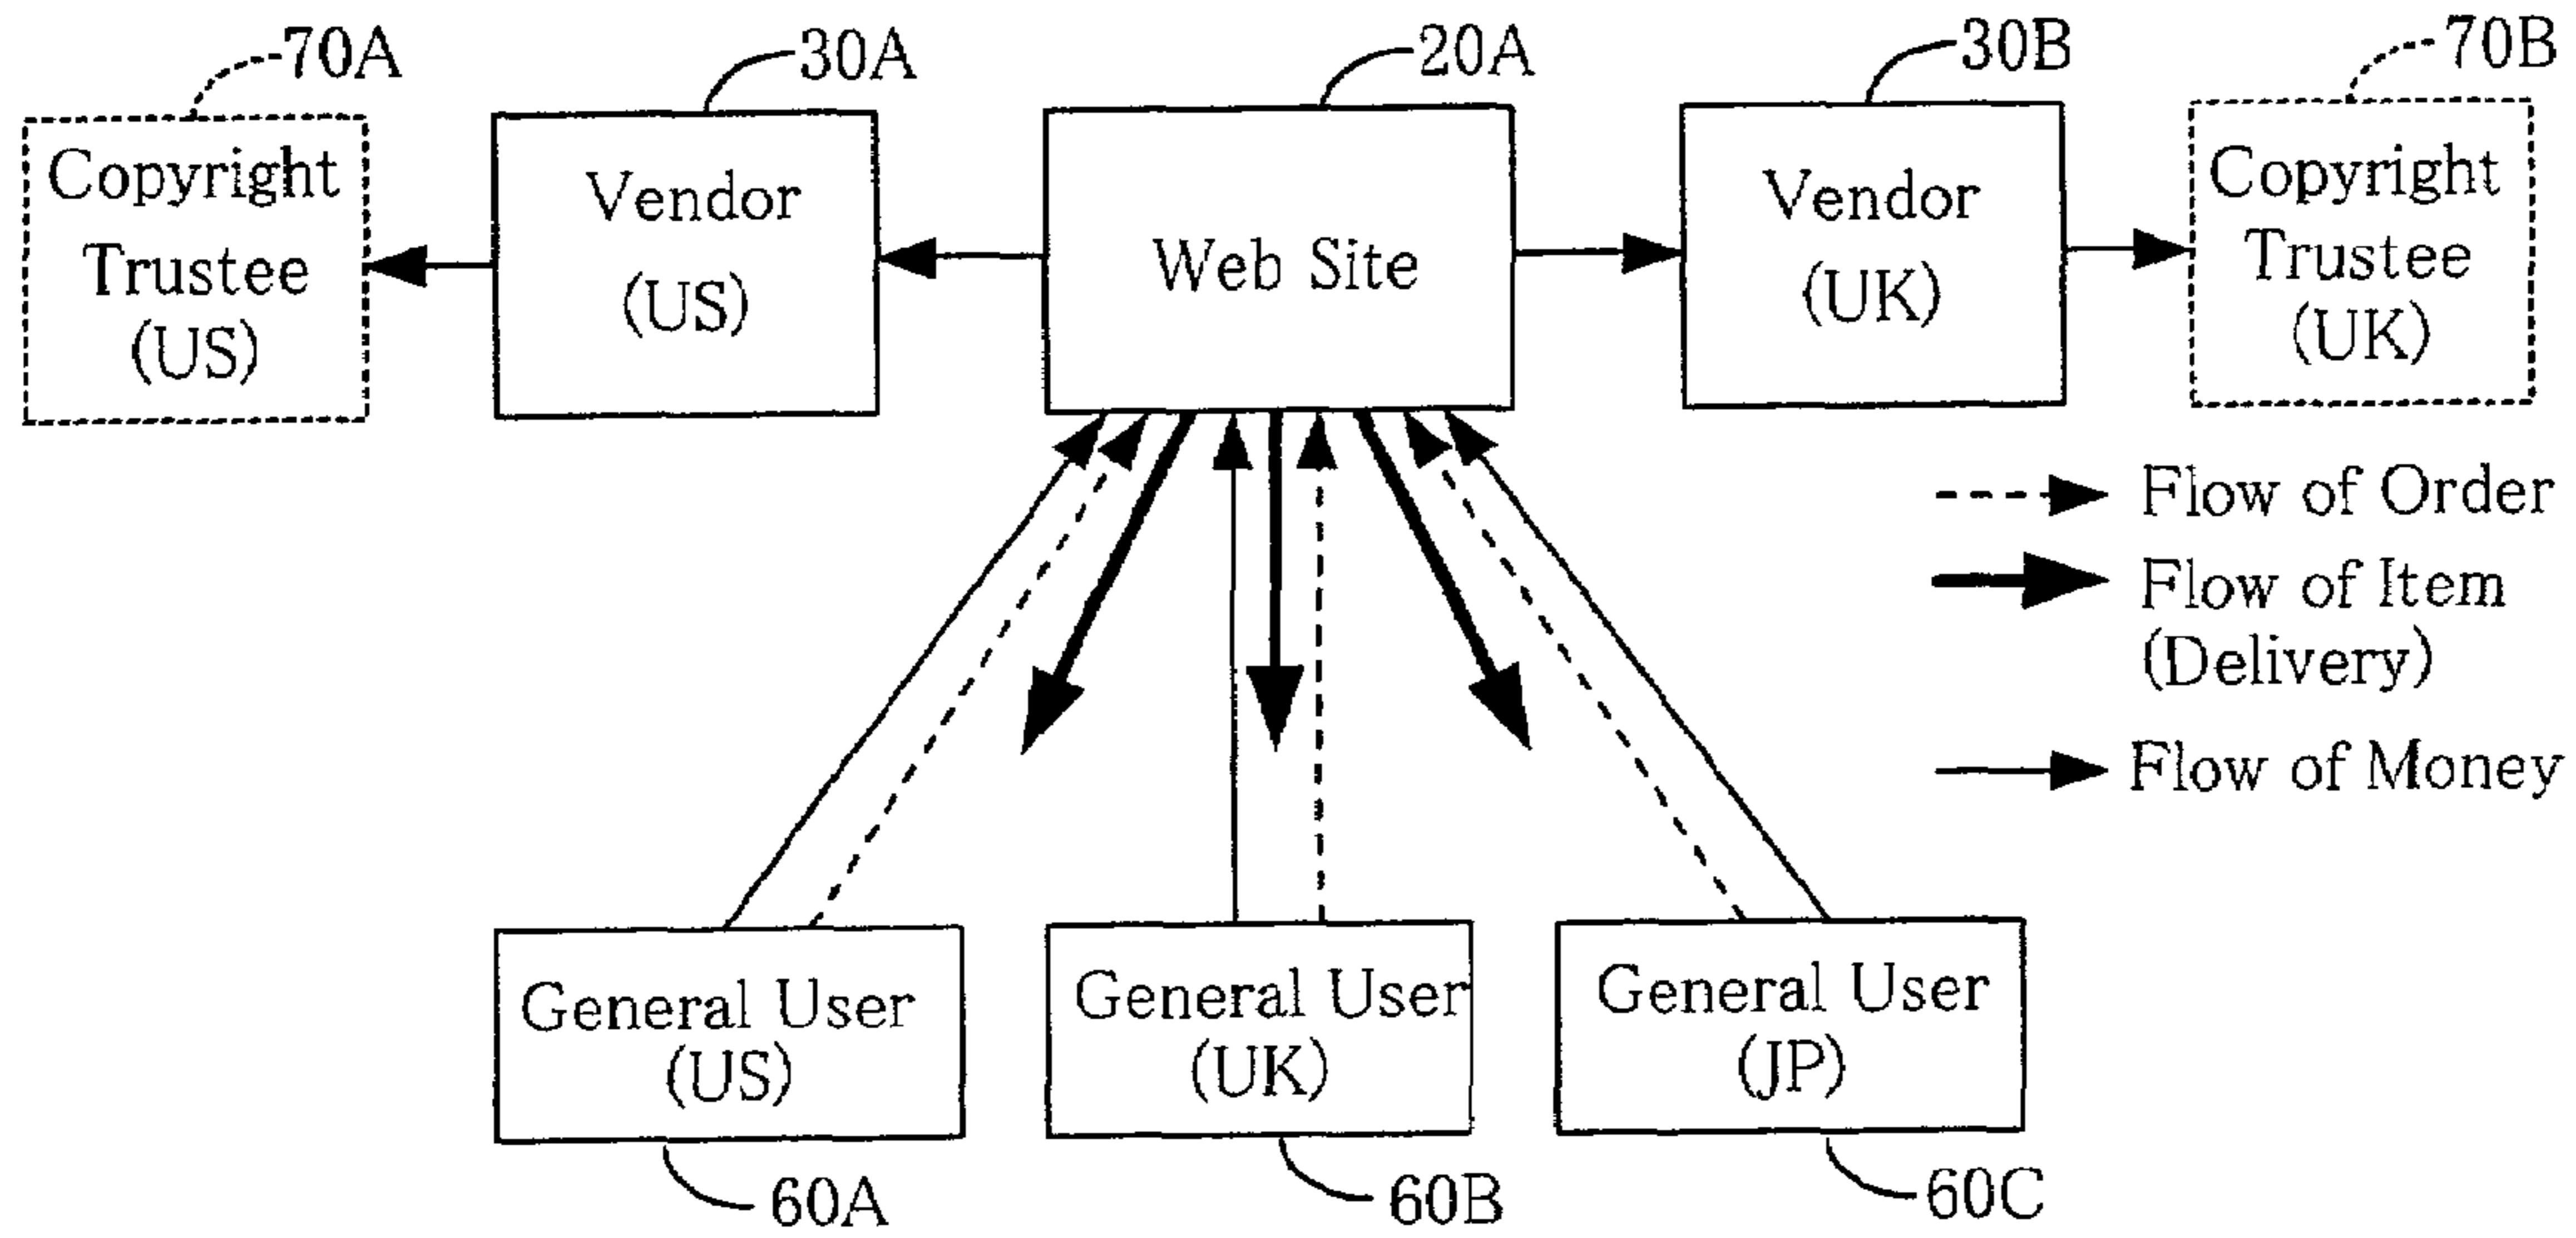 70A
30A
20A
30B
70B
Copyright
Trustee
(US)
Vendor
(US)
Web Site
Vendor
(UK)
Copyright
Trustee
(UK)
Flow of Order
Flow of Item
(Delivery)
Flow of Money
General User
(US)
General User
(UK)
General User
(JP)
60A
60B
60C